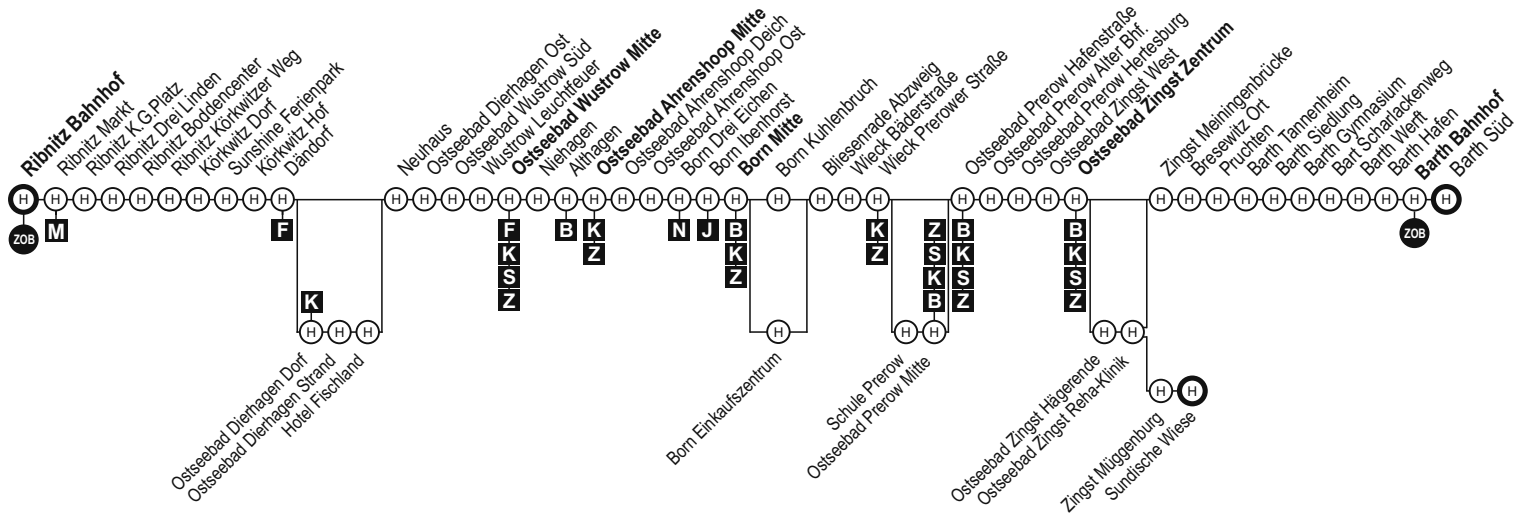 Ribnitz Bahnhof
Ribnitz Markt
Ribnitz K.G.Platz
Ribnitz Drei Linden
Ribnitz Boddencenter
Ribnitz Körkwitzer Weg
Körkwitz Dorf
Sunshine Ferienpark
Körkwitz Hof
Dändorf
Neuhaus
Ostseebad Dierhagen Ost
Ostseebad Wustrow Süd
Wustrow Leuchtfeuer
Ostseebad Wustrow Mitte
Niehagen
Althagen
Ostseebad Ahrenshoop Mitte
Ostseebad Ahrenshoop Deich
Ostseebad Ahrenshoop Ost
Born Drei Eichen
Born Ibenhorst
Born Mitte
Born Kuhlenbruch
Bliesenrade Abzweig
Wieck Bäderstraße
Wieck Prerower Straße
Ostseebad Prerow Hafenstraße
Ostseebad Prerow Alter Bhf.
Ostseebad Prerow Hertesburg
Ostseebad Zingst West
Ostseebad Zingst Zentrum
Zingst Meiningenbrücke
Bresewitz Ort
Pruchten
Barth Tannenheim
Barth Siedlung
Barth Gymnasium
Bart Scharlackenweg
Barth Werft
Barth Hafen
Barth Bahnhof
Barth Süd
H H H H H H H H H H H H H H H H H H H H H H H H H H H H H H H H H H H H H H H H H H H
ZOB
M
F
F
K
S
Z
B
K
Z
N
J
B
K
Z
K
Z
Z
S
K
B
B
K
S
Z
B
K
S
Z
ZOB
K
H H H
H
H H
H H
H H
Ostseebad Dierhagen Dorf
Ostseebad Dierhagen Strand
Hotel Fischland
Born Einkaufszentrum
Schule Prerow
Ostseebad Prerow Mitte
Ostseebad Zingst Hägerende
Ostseebad Zingst Reha-Klinik
Zingst Müggenburg
Sundische Wiese